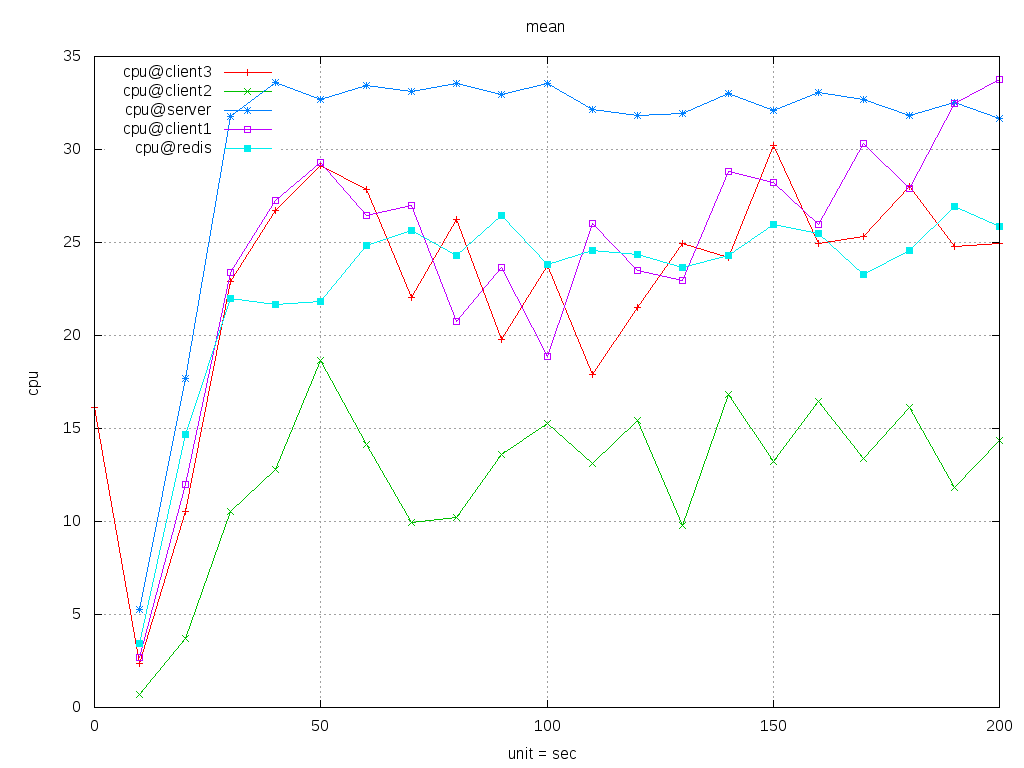 mean
35
30
25
20
15
10
5
0
cpu
cpu@client3
cpu@client2
cpu@server
cpu@client1
cpu@redis
0 50 100 150 200
unit = sec